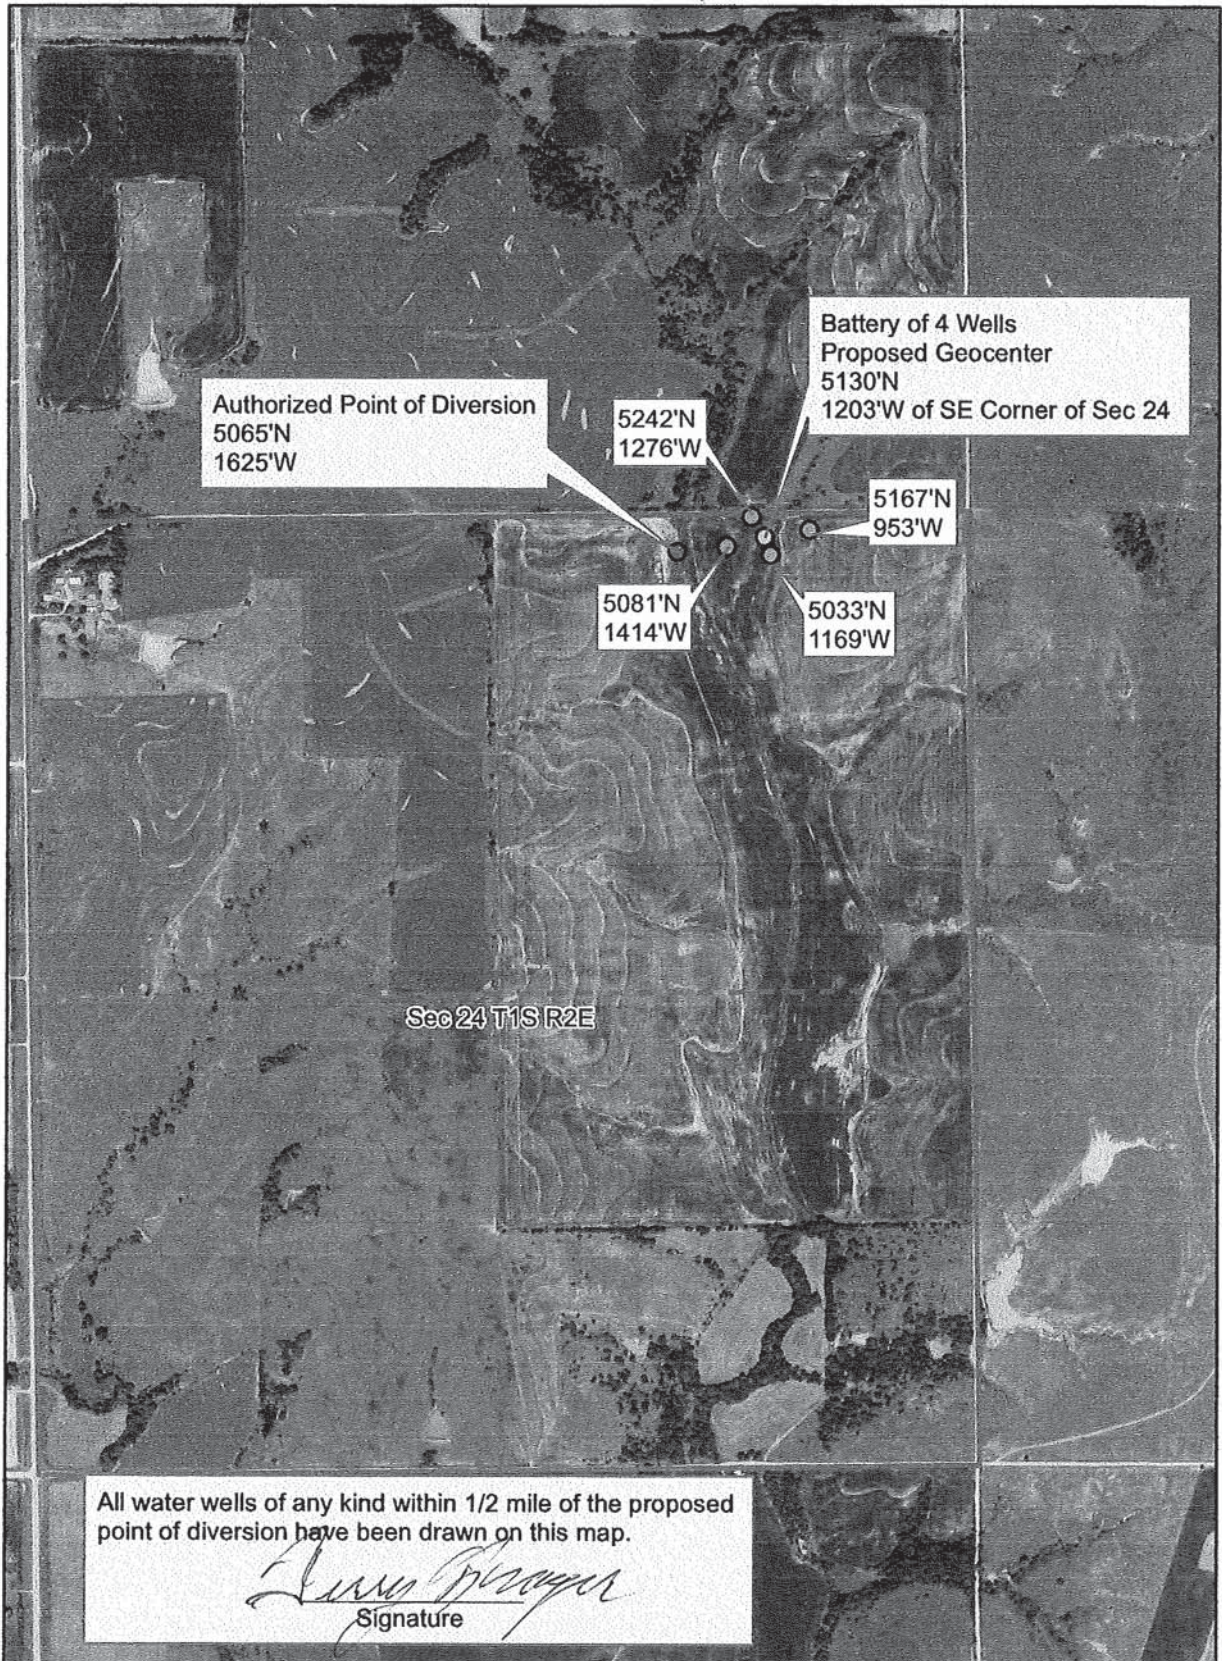 Battery of 4 Wells
Proposed Geocenter
5130'N
1203'W of SE Corner of Sec 24
Authorized Point of Diversion
5065'N
1625'W
5242'N
1276'W
5167'N
953'W
5081'N
1414'W
5033'N
1169'W
Sec 24 T1S R2E
All water wells of any kind within 1/2 mile of the proposed
point of diversion have been drawn on this map.
Signature